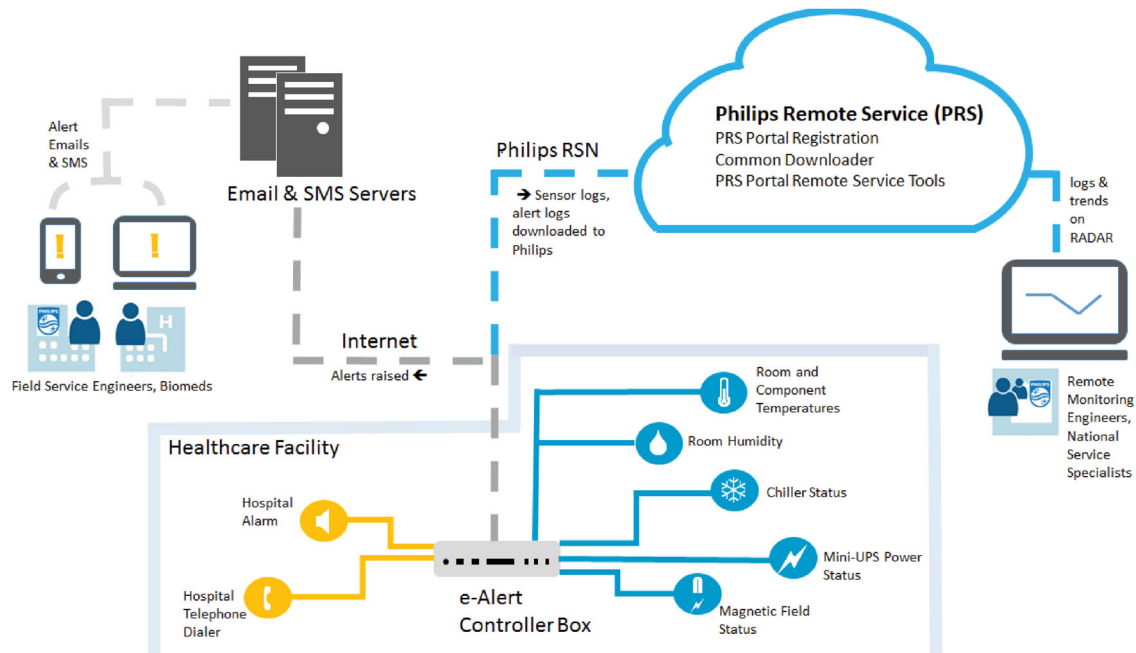 Alert
Emails
& SMS
Email & SMS Servers
PHILIPS
H
Field Service Engineers, Biomeds
Philips RSN
➔ Sensor logs,
alert logs
downloaded to
Philips
Philips Remote Service (PRS)
PRS Portal Registration
Common Downloader
PRS Portal Remote Service Tools
logs &
trends
on
RADAR
PHILIPS
Remote
Monitoring
Engineers,
National
Service
Specialists
Internet
Alerts raised 🡸
Healthcare Facility
Hospital
Alarm
Hospital
Telephone
Dialer
e-Alert
Controller Box
Room and
Component
Temperatures
Room Humidity
Chiller Status
Mini-UPS Power
Status
Magnetic Field
Status